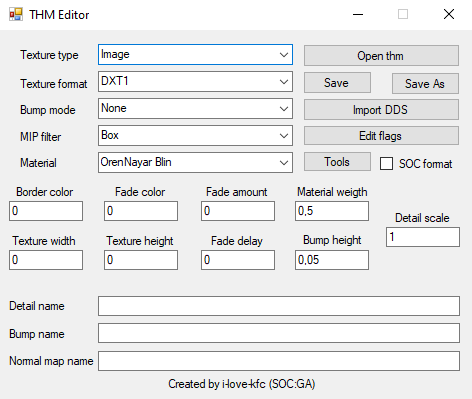 THM Editor
Texture type Image Open thm
Texture format DXT1 Save Save As
Bump mode None Import DDS
MIP filter Box Edit flags
Material OrenNayar Blin Tools SOC format
Border color Fade color Fade amount Material weigth
0 0 0 0,5
Detail scale
1
Texture width Texture height Fade delay Bump height
0 0 0 0,05
Detail name
Bump name
Normal map name
Created by i-love-kfc (SOC:GA)